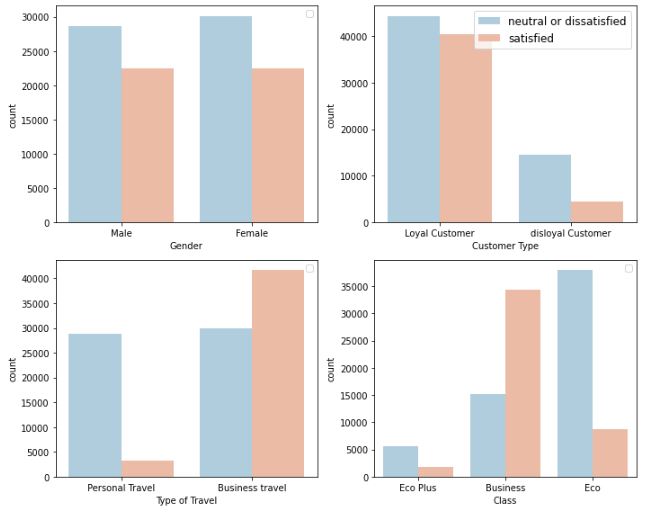 30000
25000
20000
15000
10000
5000
0
count
Male
Female
Gender
neutral or dissatisfied
satisfied
40000
30000
20000
10000
0
count
Loyal Customer
disloyal Customer
Customer Type
40000
35000
30000
25000
20000
15000
10000
5000
0
count
Personal Travel
Business travel
Type of Travel
35000
30000
25000
20000
15000
10000
5000
0
count
Eco Plus
Business
Eco
Class